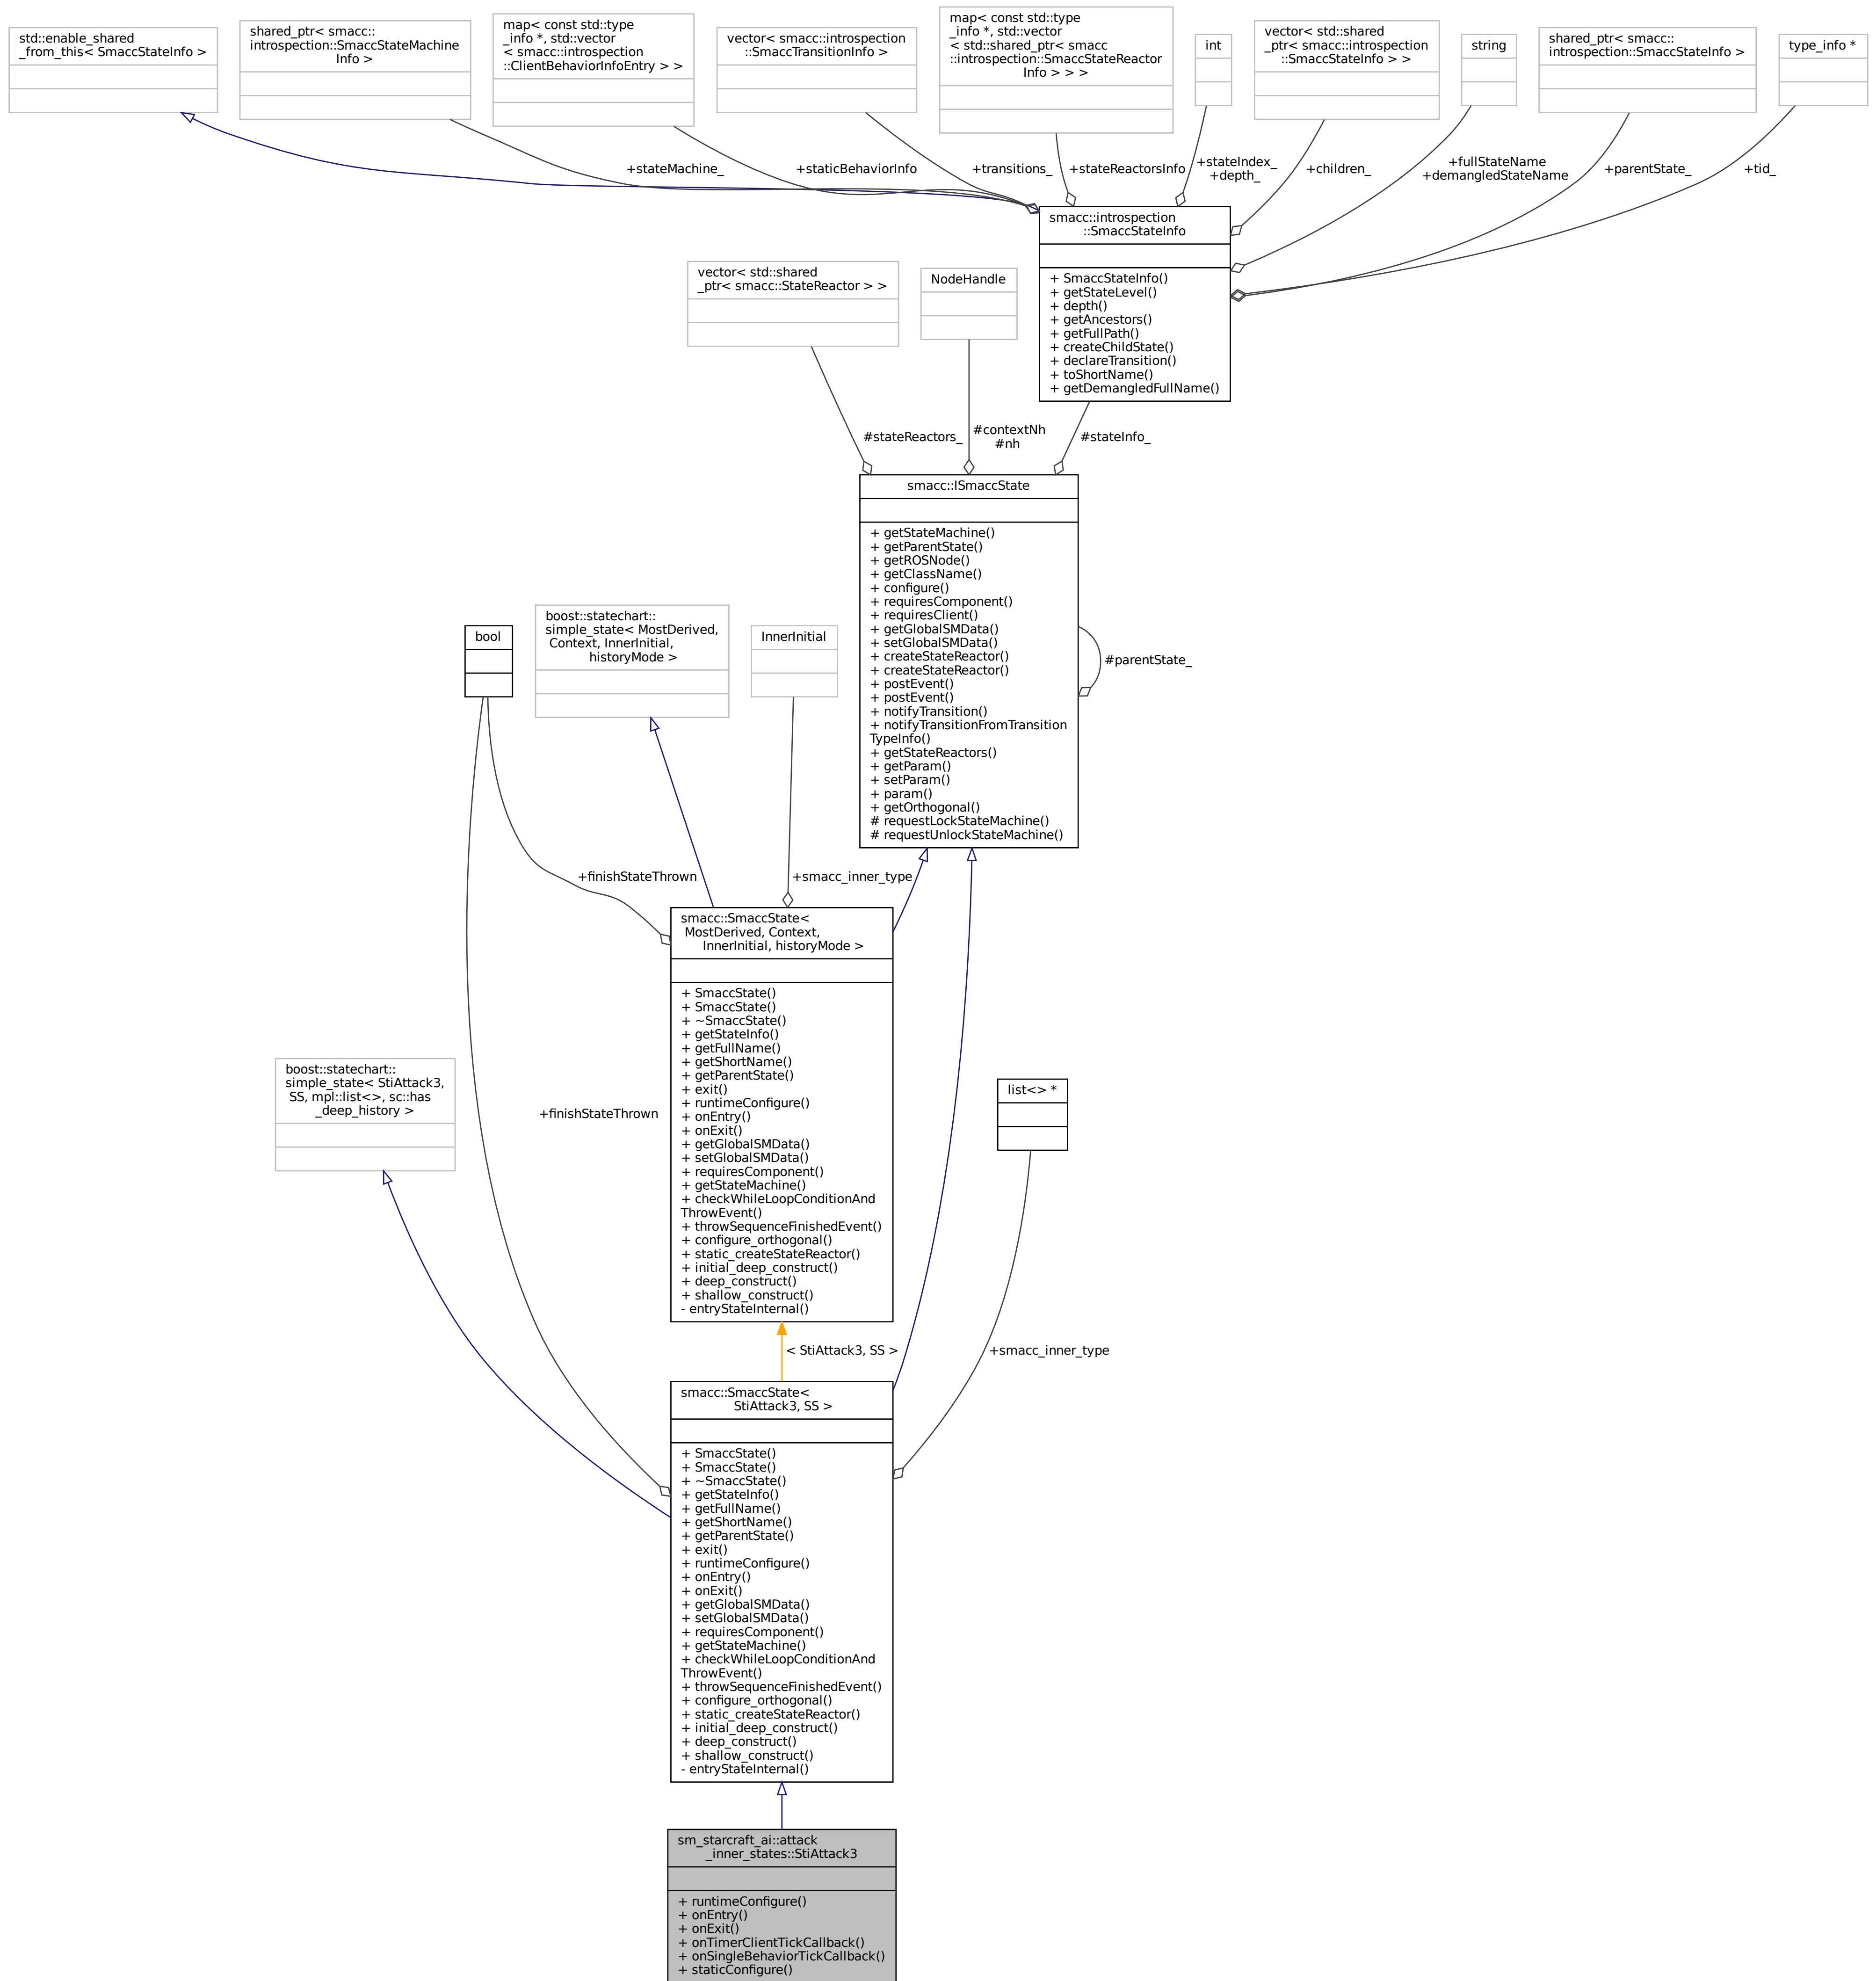 std::enable_shared
_from_this< SmaccStateInfo >
shared_ptr< smacc::
introspection::SmaccStateMachine
Info >
map< const std::type
_info *, std::vector
< smacc::introspection
::ClientBehaviorInfoEntry > >
vector< smacc::introspection
::SmaccTransitionInfo >
map< const std::type
_info *, std::vector
< std::shared_ptr< smacc
::introspection::SmaccStateReactor
Info > > >
int
vector< std::shared
_ptr< smacc::introspection
::SmaccStateInfo > >
string
shared_ptr< smacc::
introspection::SmaccStateInfo >
type_info *
+stateMachine_
+staticBehaviorInfo
+transitions_
+stateReactorsInfo
+stateIndex_
+depth_
+children_
+fullStateName
+demangledStateName
+parentState_
+tid_
smacc::introspection
::SmaccStateInfo
+ SmaccStateInfo()
+ getStateLevel()
+ depth()
+ getAncestors()
+ getFullPath()
+ createChildState()
+ declareTransition()
+ toShortName()
+ getDemangledFullName()
vector< std::shared
_ptr< smacc::StateReactor > >
NodeHandle
#stateReactors_
#contextNh
#nh
#stateInfo_
smacc::ISmaccState
+ getStateMachine()
+ getParentState()
+ getROSNode()
+ getClassName()
+ configure()
+ requiresComponent()
+ requiresClient()
+ getGlobalSMData()
+ setGlobalSMData()
+ createStateReactor()
+ createStateReactor()
+ postEvent()
+ postEvent()
+ notifyTransition()
+ notifyTransitionFromTransition
TypeInfo()
+ getStateReactors()
+ getParam()
+ setParam()
+ param()
+ getOrthogonal()
# requestLockStateMachine()
# requestUnlockStateMachine()
#parentState_
bool
boost::statechart::
simple_state< MostDerived,
Context, InnerInitial,
historyMode >
InnerInitial
+finishStateThrown
+smacc_inner_type
smacc::SmaccState<
MostDerived, Context,
InnerInitial, historyMode >
+ SmaccState()
+ SmaccState()
+ ~SmaccState()
+ getStateInfo()
+ getFullName()
+ getShortName()
+ getParentState()
+ exit()
+ runtimeConfigure()
+ onEntry()
+ onExit()
+ getGlobalSMData()
+ setGlobalSMData()
+ requiresComponent()
+ getStateMachine()
+ checkWhileLoopConditionAnd
ThrowEvent()
+ throwSequenceFinishedEvent()
+ configure_orthogonal()
+ static_createStateReactor()
+ initial_deep_construct()
+ deep_construct()
+ shallow_construct()
- entryStateInternal()
boost::statechart::
simple_state< StiAttack3,
SS, mpl::list<>, sc::has
_deep_history >
+finishStateThrown
list<> *
< StiAttack3, SS >
+smacc_inner_type
smacc::SmaccState<
StiAttack3, SS >
+ SmaccState()
+ SmaccState()
+ ~SmaccState()
+ getStateInfo()
+ getFullName()
+ getShortName()
+ getParentState()
+ exit()
+ runtimeConfigure()
+ onEntry()
+ onExit()
+ getGlobalSMData()
+ setGlobalSMData()
+ requiresComponent()
+ getStateMachine()
+ checkWhileLoopConditionAnd
ThrowEvent()
+ throwSequenceFinishedEvent()
+ configure_orthogonal()
+ static_createStateReactor()
+ initial_deep_construct()
+ deep_construct()
+ shallow_construct()
- entryStateInternal()
sm_starcraft_ai::attack
_inner_states::StiAttack3
+ runtimeConfigure()
+ onEntry()
+ onExit()
+ onTimerClientTickCallback()
+ onSingleBehaviorTickCallback()
+ staticConfigure()